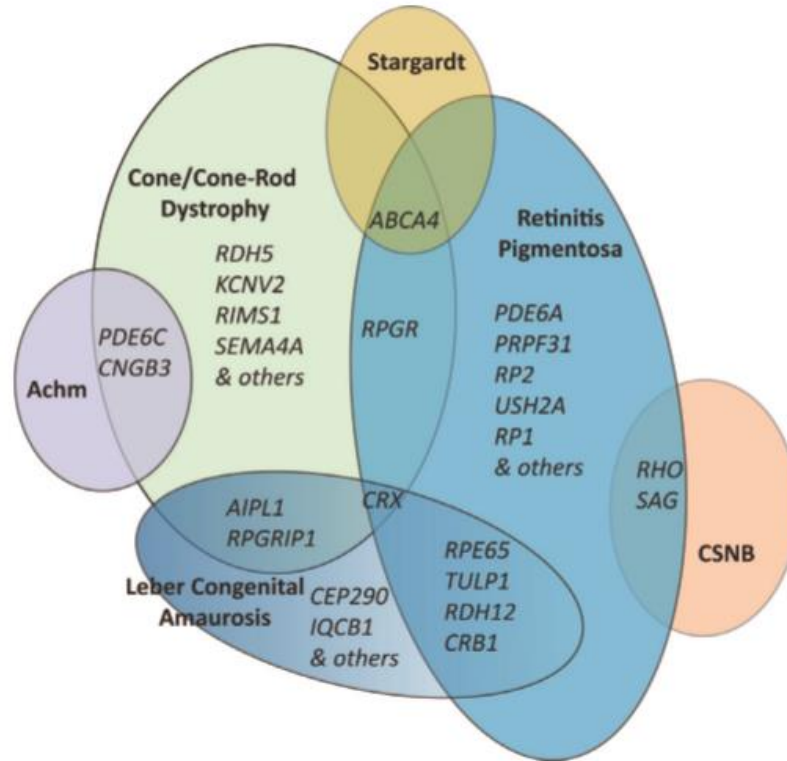 Stargardt
Cone/Cone-Rod
Dystrophy
RDH5
KCNV2
RIMS1
SEMA4A
& others
ABCA4
Retinitis
Pigmentosa
PDE6A
PRPF31
RP2
USH2A
RP1
& others
RPGR
PDE6C
CNGB3
Achm
RHO
SAG
CSNB
AIPL1
RPGRIP1
CRX
Leber Congenital
Amaurosis
CEP290
IQCB1
& others
RPE65
TULP1
RDH12
CRB1